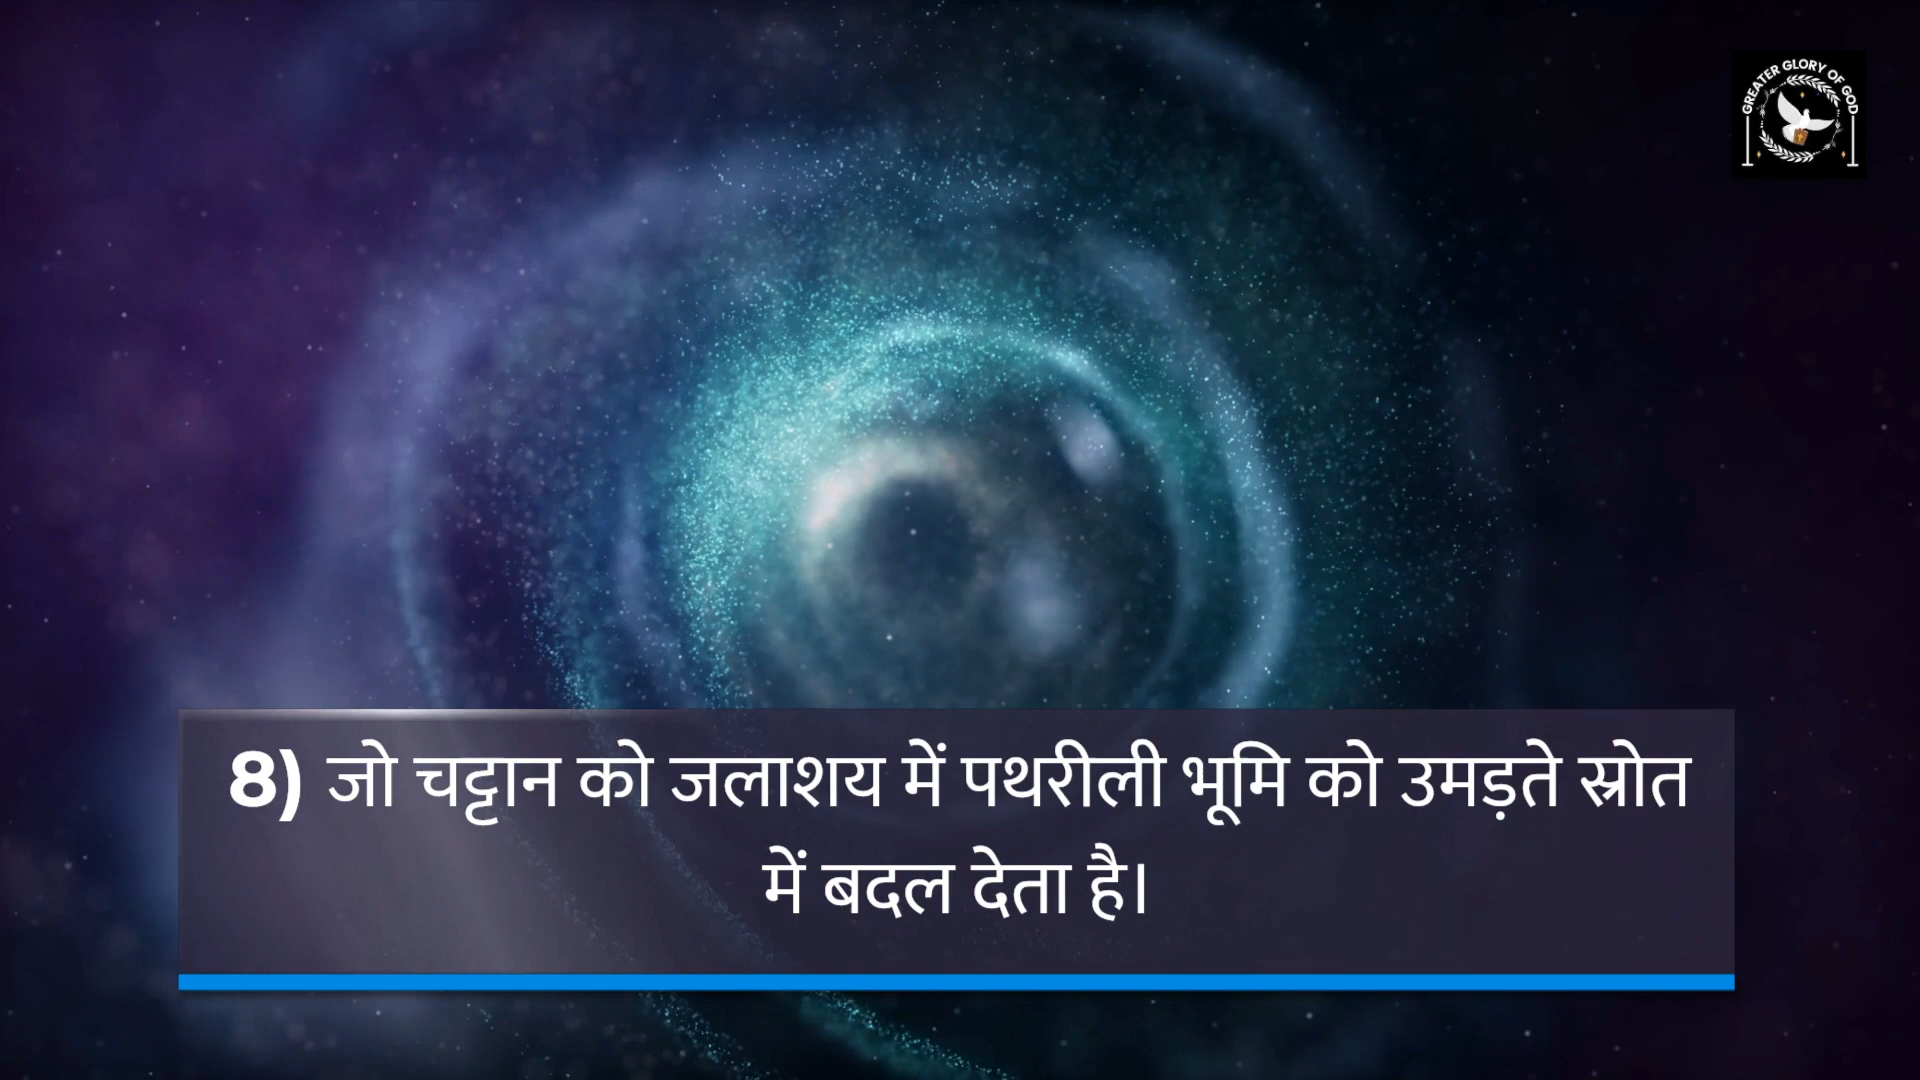 GREATER GLORY OF GOD
8) जो चट्टान को जलाशय में पथरीली भूमि को उमड़ते स्रोत
में बदल देता है।